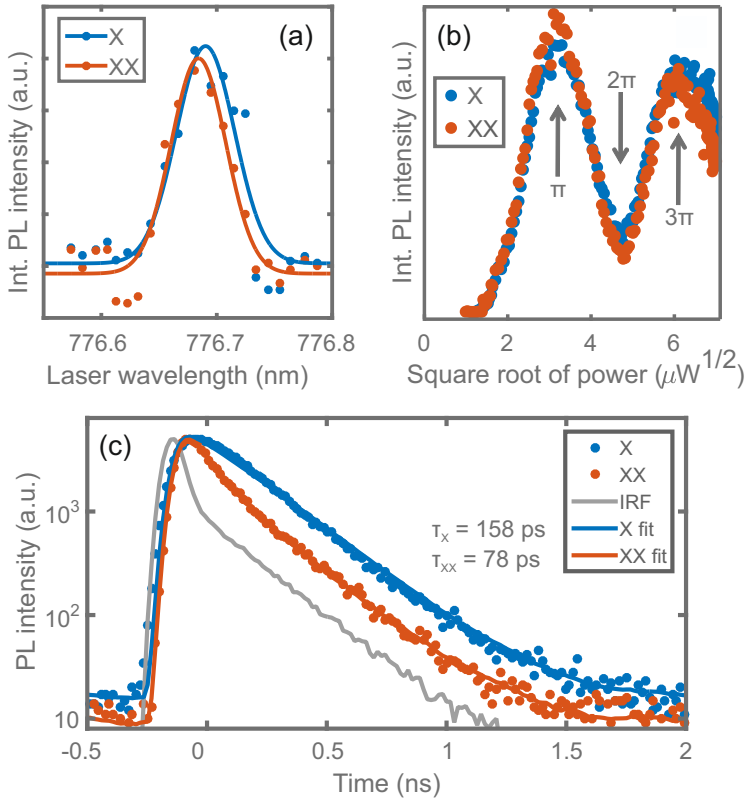 X
XX
(a)
Int. PL intensity (a.u.)
776.6 776.7 776.8
Laser wavelength (nm)
(b)
X
XX
2π
π
3π
Int. PL intensity (a.u.)
0 2 4 6
Square root of power (μW^1/2)
(c)
X
XX
IRF
X fit
XX fit
τ_X = 158 ps
τ_XX = 78 ps
PL intensity (a.u.)
10^3
10^2
10
-0.5 0 0.5 1 1.5 2
Time (ns)